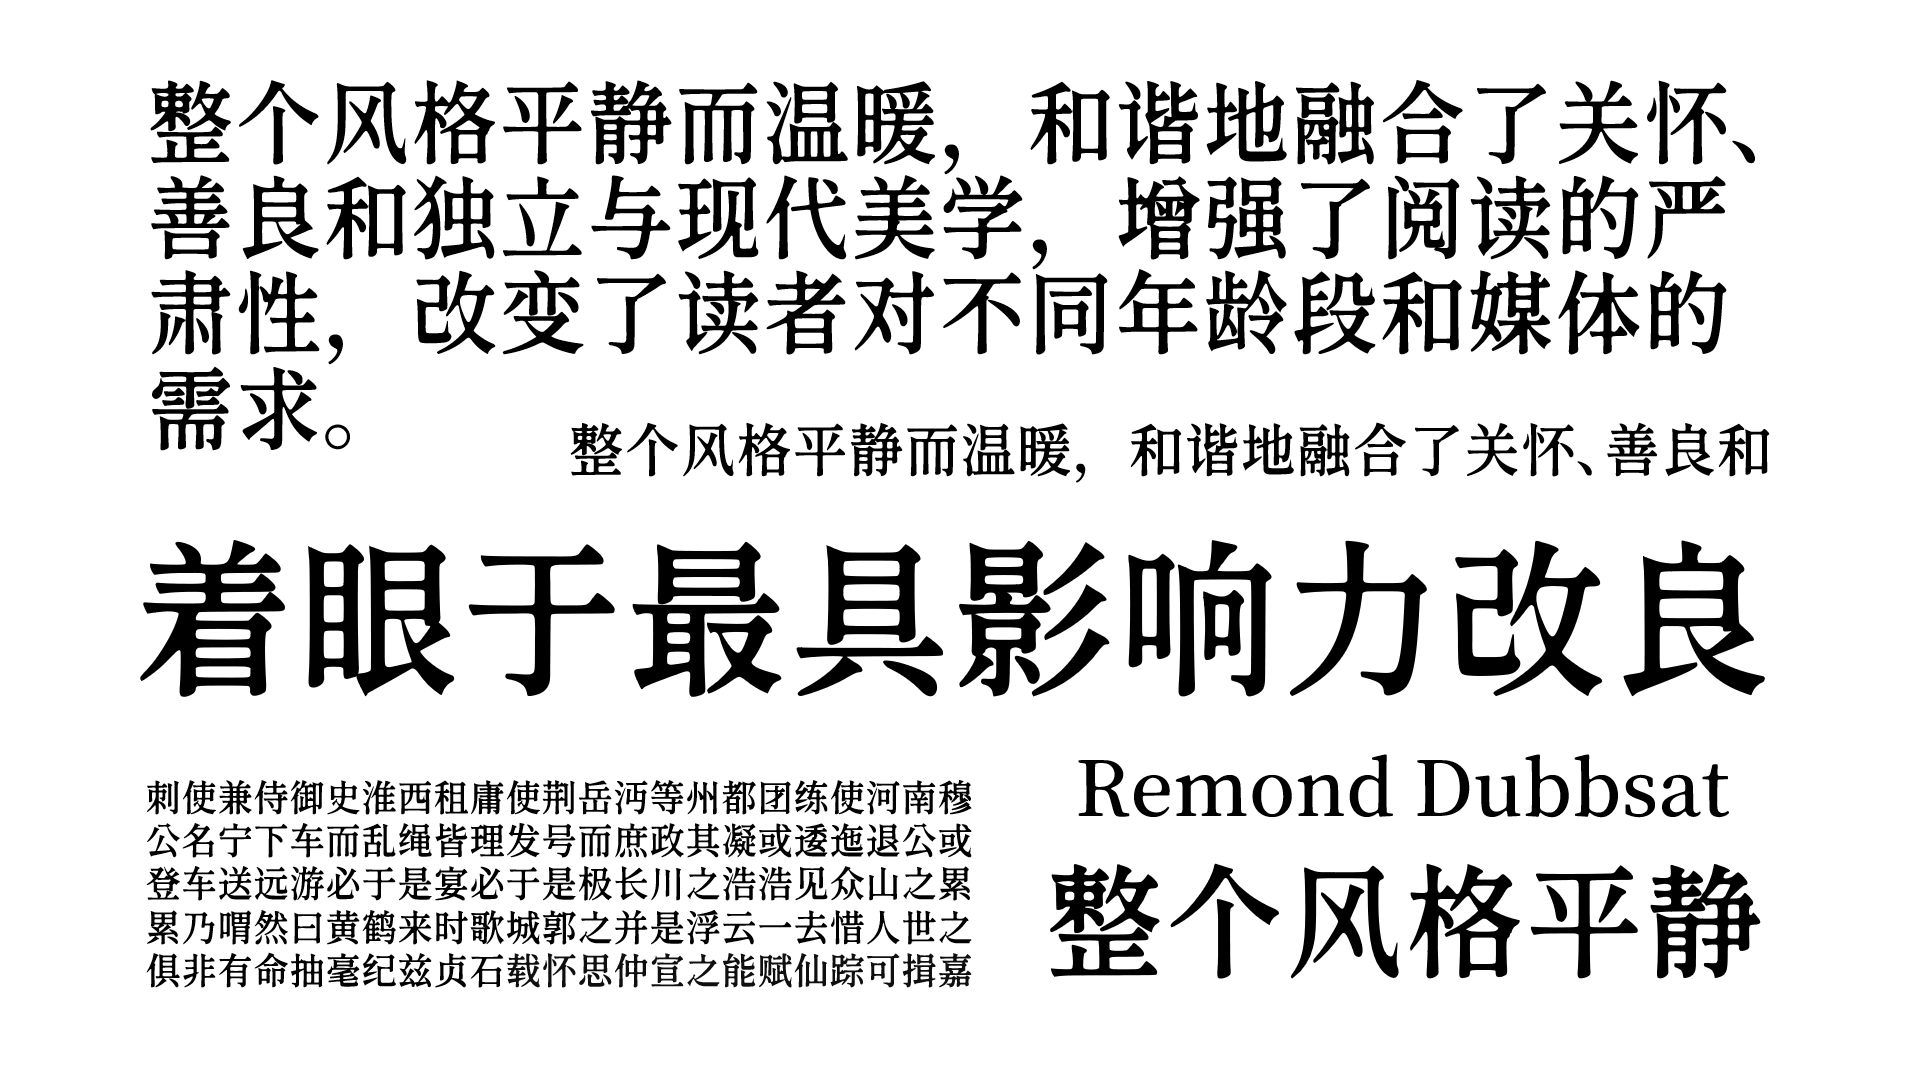 整个风格平静而温暖，和谐地融合了关怀、
善良和独立与现代美学，增强了阅读的严
肃性，改变了读者对不同年龄段和媒体的
需求。
整个风格平静而温暖，和谐地融合了关怀、善良和
着眼于最具影响力改良
刺使兼侍御史淮西租庸使荆岳沔等州都团练使河南穆
公名宁下车而乱绳皆理发号而庶政其凝或逶迤退公或
登车送远游必于是宴必于是极长川之浩浩见众山之累
累乃喟然曰黄鹤来时歌城郭之并是浮云一去惜人世之
俱非有命抽毫纪兹贞石载怀思仲宣之能赋仙踪可揖嘉
Remond Dubbsat
整个风格平静